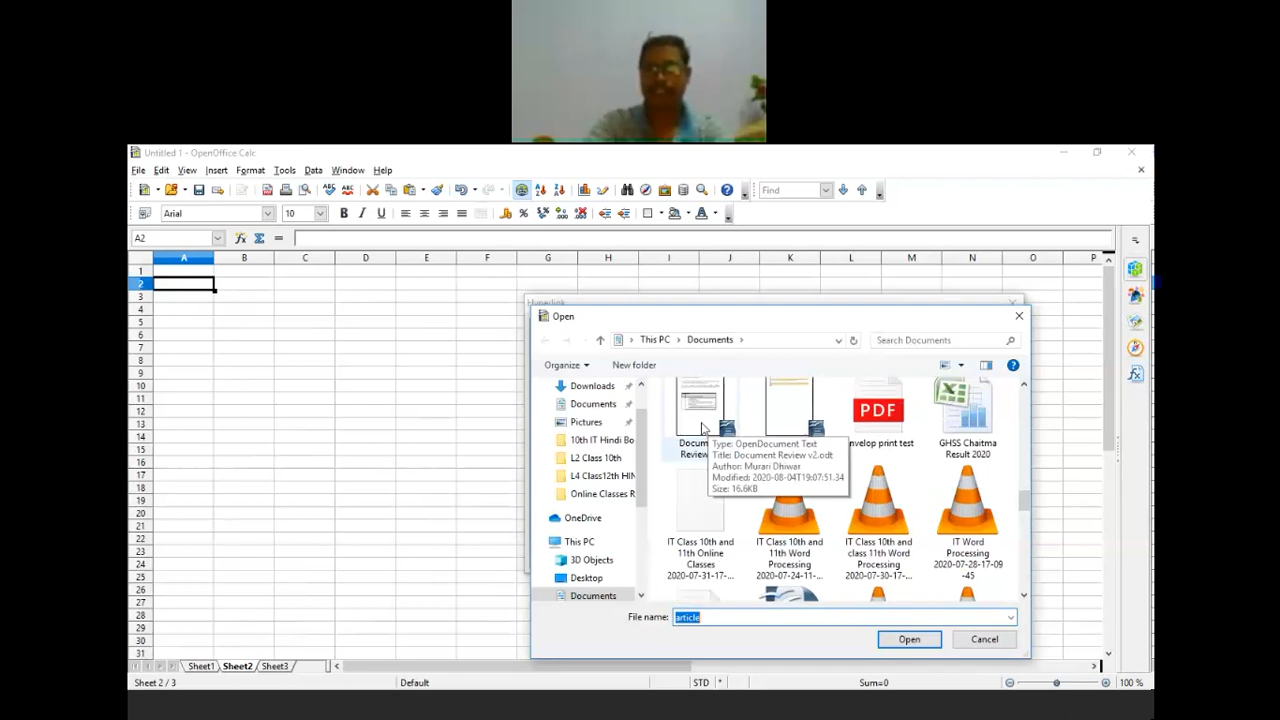 Untitled 1 - OpenOffice Calc
File Edit View Insert Format Tools Data Window Help
Find
Arial
10
A2
A B C D E F G H I J K L M N O P
1
2
3
4
5
6
7
8
9
10
11
12
13
14
15
16
17
18
19
20
21
22
23
24
25
26
27
28
29
30
31
Hyperlink
Open
This PC > Documents >
Search Documents
Organize
New folder
Downloads
Documents
Pictures
10th IT Hindi Bo
L2 Class 10th
L4 Class12th HIN
Online Classes R
OneDrive
This PC
3D Objects
Desktop
Documents
Docum
Review
Type: OpenDocument Text
Title: Document Review v2.odt
Author: Murari Dhiwar
Modified: 2020-08-04T19:07:51.34
Size: 16.6KB
PDF
nvelop print test
GHSS Chaitma
Result 2020
IT Class 10th and
11th Online
Classes
2020-07-31-17-...
IT Class 10th and
11th Word
Processing
2020-07-24-11-...
IT Class 10th and
class 11th Word
Processing
2020-07-30-17-...
IT Word
Processing
2020-07-28-17-09
-45
File name:
article
Open
Cancel
Sheet1
Sheet2
Sheet3
Sheet 2 / 3
Default
STD
*
Sum=0
100 %